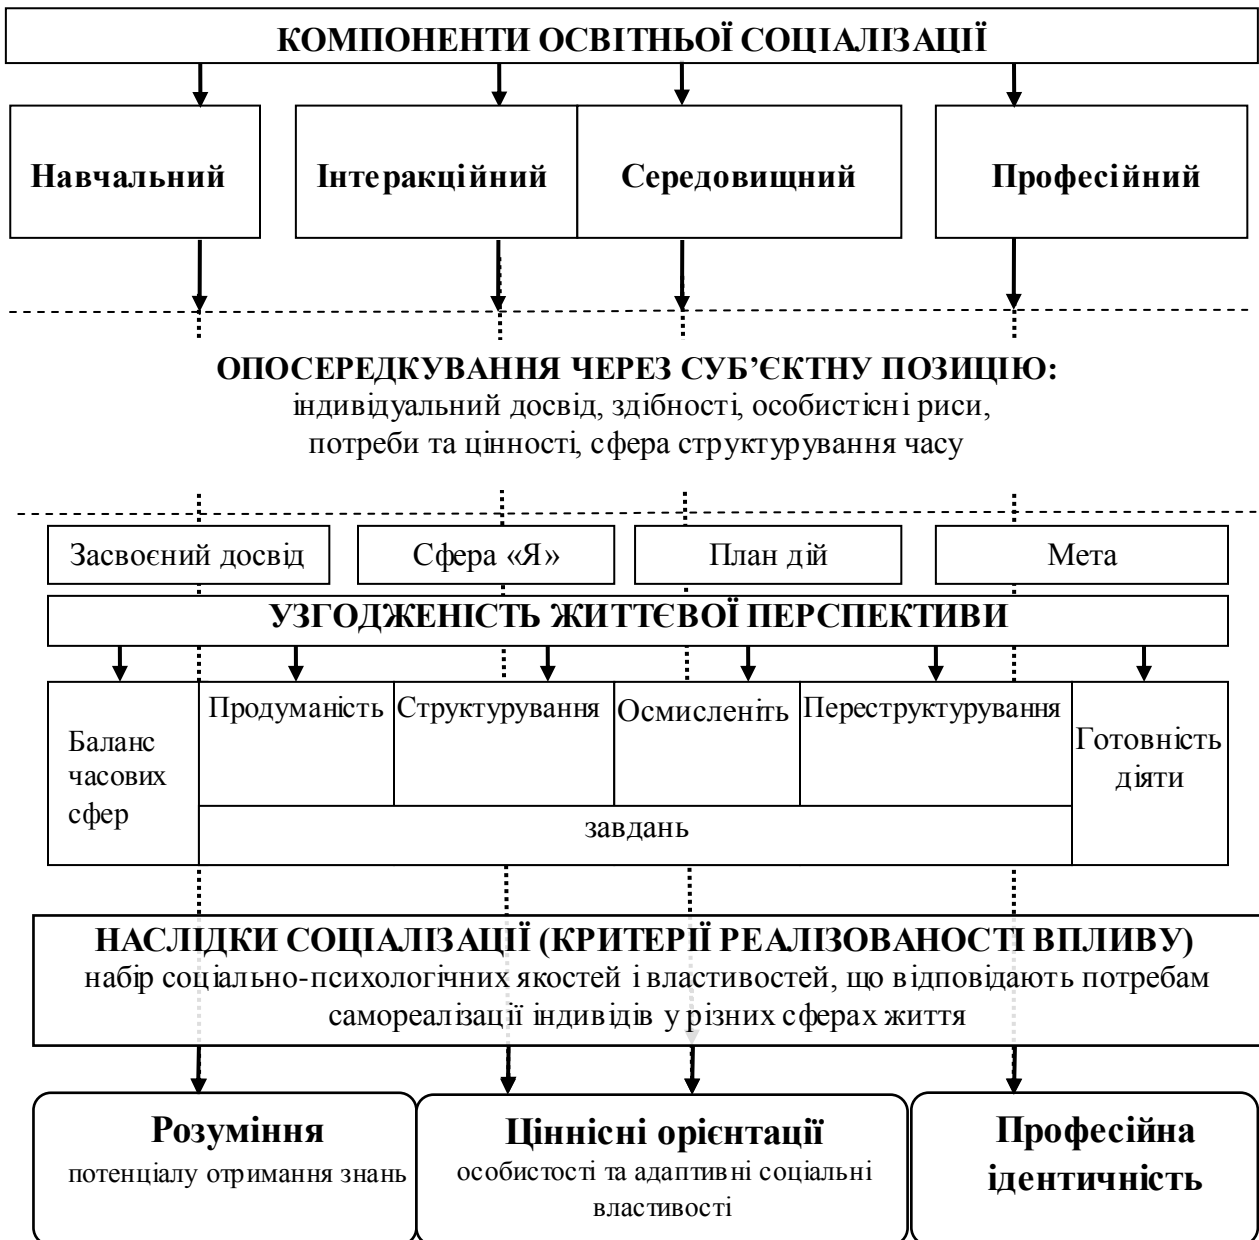 КОМПОНЕНТИ ОСВІТНЬОЇ СОЦІАЛІЗАЦІЇ
Навчальний
Інтеракційний
Середовищний
Професійний
ОПОСЕРЕДКУВАННЯ ЧЕРЕЗ СУБ’ЄКТНУ ПОЗИЦІЮ:
індивідуальний досвід, здібності, особистісні риси,
потреби та цінності, сфера структурування часу
Засвоєний досвід
Сфера «Я»
План дій
Мета
УЗГОДЖЕНІСТЬ ЖИТТЄВОЇ ПЕРСПЕКТИВИ
Баланс
часових
сфер
Продуманість
Структурування
Осмисленіть
Переструктурування
завдань
Готовність
діяти
НАСЛІДКИ СОЦІАЛІЗАЦІЇ (КРИТЕРІЇ РЕАЛІЗОВАНОСТІ ВПЛИВУ)
набір соціально-психологічних якостей і властивостей, що відповідають потребам
самореалізації індивідів у різних сферах життя
Розуміння
потенціалу отримання знань
Ціннісні орієнтації
особистості та адаптивні соціальні
властивості
Професійна
ідентичність